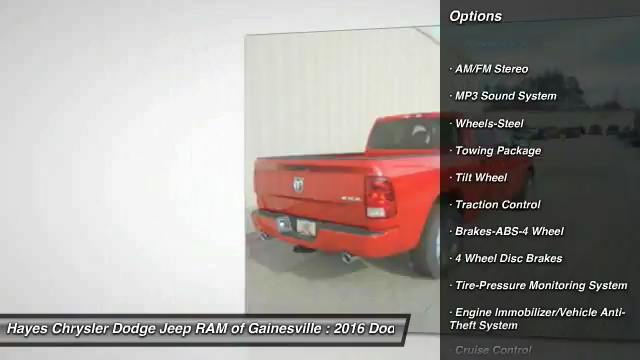 Options
· AM/FM Stereo
· MP3 Sound System
· Wheels-Steel
· Towing Package
· Tilt Wheel
· Traction Control
· Brakes-ABS-4 Wheel
· 4 Wheel Disc Brakes
· Tire-Pressure Monitoring System
· Engine Immobilizer/Vehicle Anti-
Theft System
· Cruise Control
4X4
Hayes Chrysler Dodge Jeep RAM of Gainesville : 2016 Doo